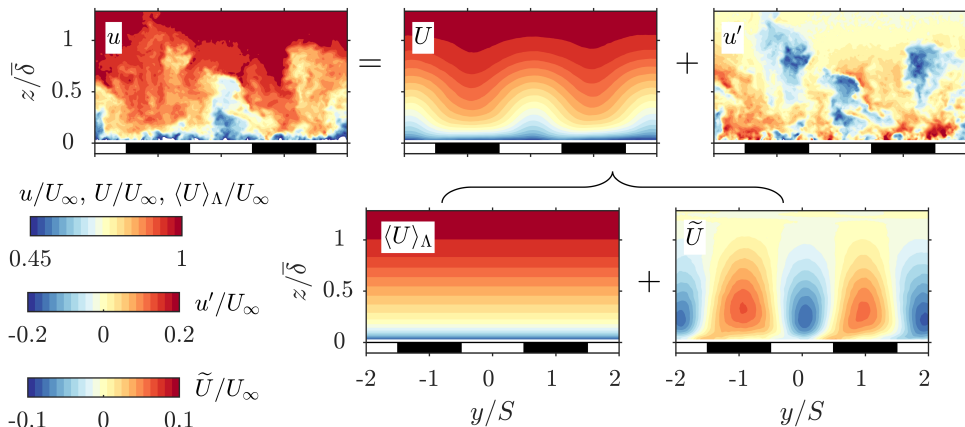 u = U + u′
z/δ̅
1
0.5
0
u/U∞, U/U∞, ⟨U⟩Λ/U∞
0.45 1
u′/U∞
-0.2 0 0.2
Ũ/U∞
-0.1 0 0.1
⟨U⟩Λ + Ũ
z/δ̅
1
0.5
0
-2 -1 0 1 2 -2 -1 0 1 2
y/S y/S